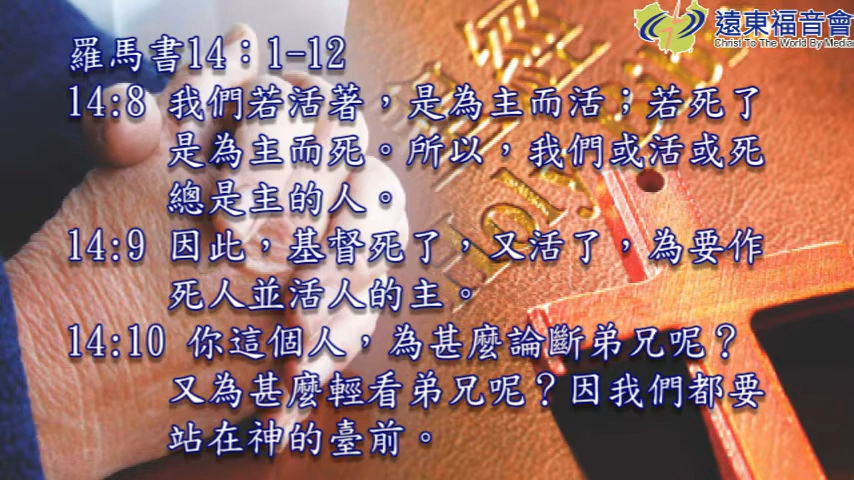 遠東福音會
Christ To The World By Media
羅馬書14：1-12
14:8 我們若活著，是為主而活；若死了
是為主而死。所以，我們或活或死
總是主的人。
14:9 因此，基督死了，又活了，為要作
死人並活人的主。
14:10 你這個人，為甚麼論斷弟兄呢？
又為甚麼輕看弟兄呢？因我們都要
站在神的臺前。
Holy